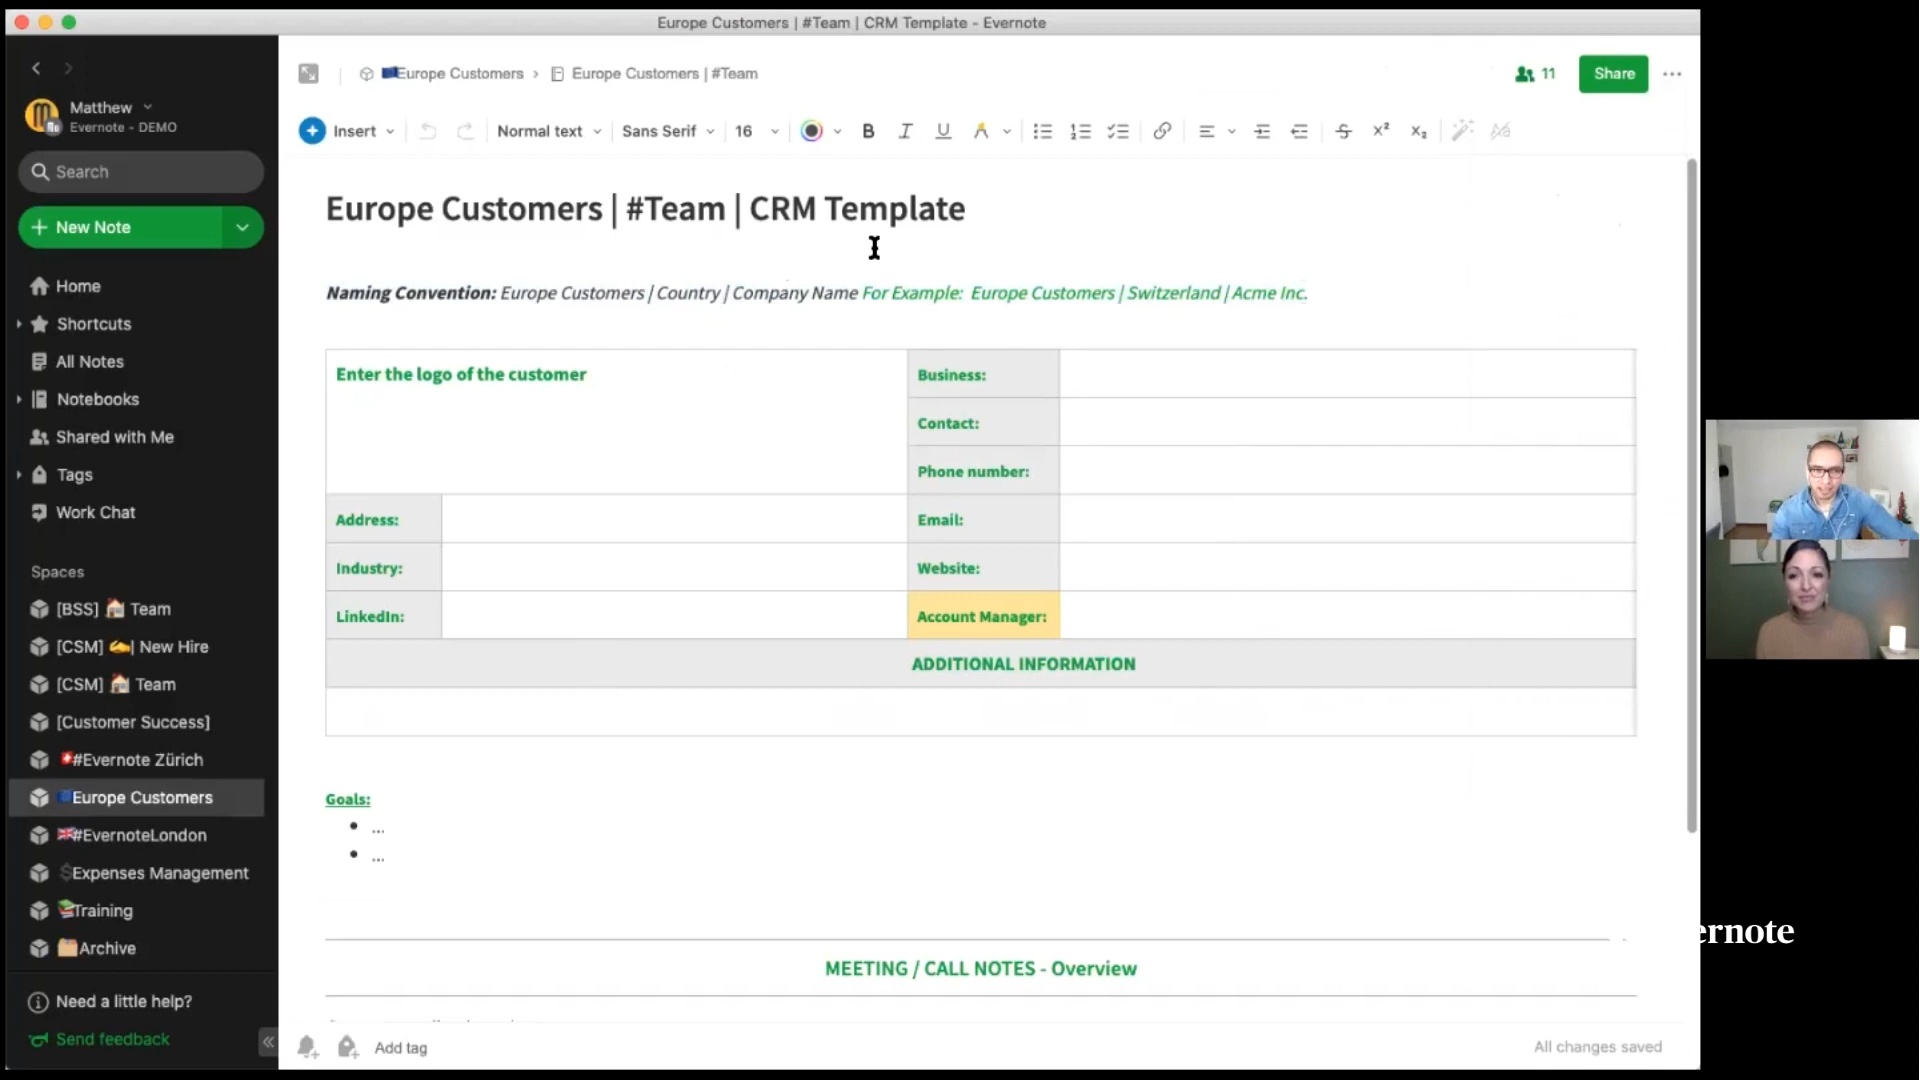 Europe Customers | #Team | CRM Template - Evernote
Matthew
Evernote - DEMO
Search
New Note
Home
Shortcuts
All Notes
Notebooks
Shared with Me
Tags
Work Chat
Spaces
[BSS] Team
[CSM] | New Hire
[CSM] Team
[Customer Success]
#Evernote Zürich
Europe Customers
#EvernoteLondon
Expenses Management
Training
Archive
Need a little help?
Send feedback
Europe Customers
Europe Customers | #Team
11
Share
Insert
Normal text
Sans Serif
16
Europe Customers | #Team | CRM Template
Naming Convention: Europe Customers | Country | Company Name For Example: Europe Customers | Switzerland | Acme Inc.
Enter the logo of the customer
Business:
Contact:
Phone number:
Address:
Email:
Industry:
Website:
LinkedIn:
Account Manager:
ADDITIONAL INFORMATION
Goals:
...
...
MEETING / CALL NOTES - Overview
Add tag
All changes saved
ernote